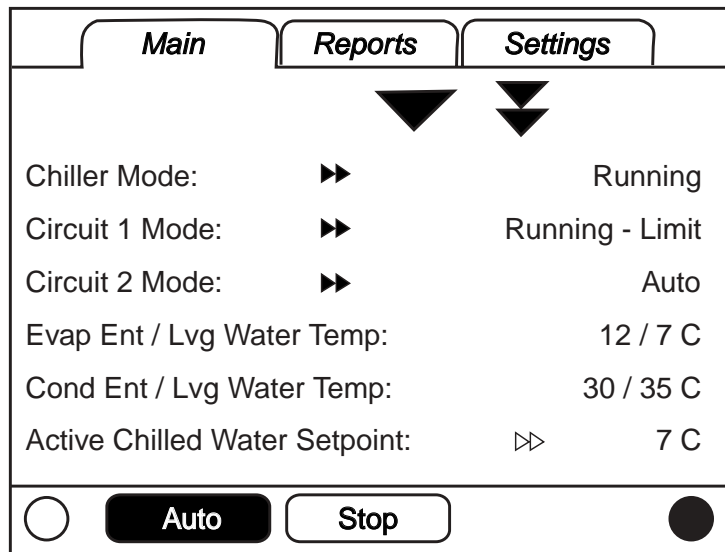 Main Reports Settings
Chiller Mode: Running
Circuit 1 Mode: Running - Limit
Circuit 2 Mode: Auto
Evap Ent / Lvg Water Temp: 12 / 7 C
Cond Ent / Lvg Water Temp: 30 / 35 C
Active Chilled Water Setpoint: 7 C
Auto Stop